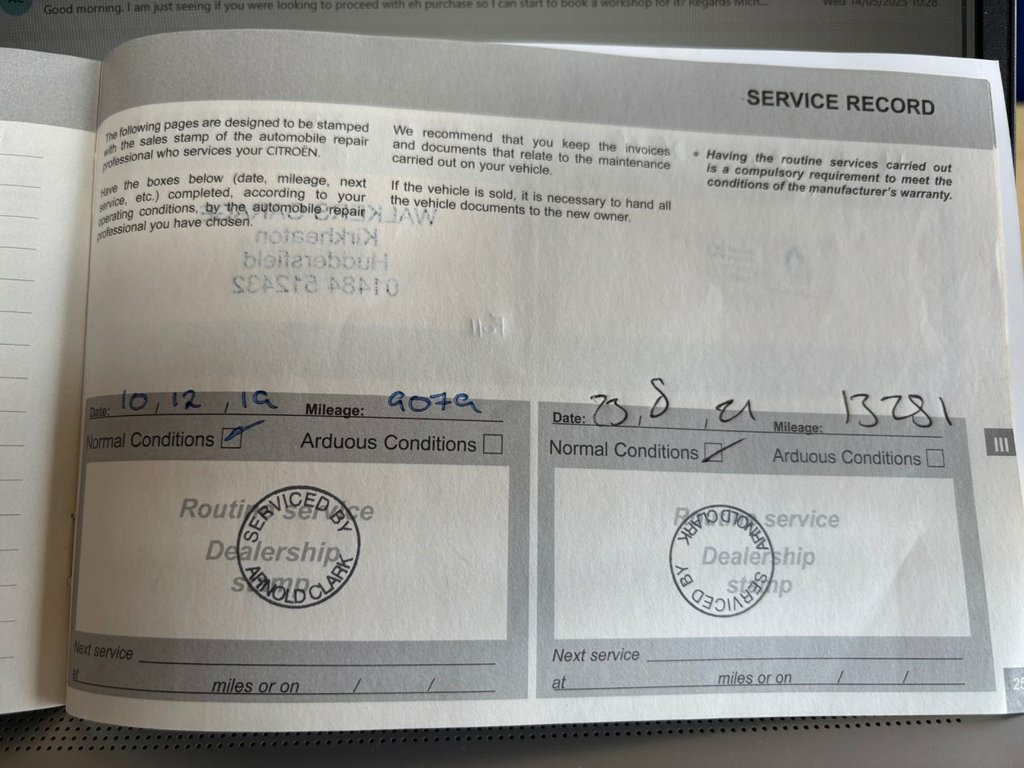 Good morning. I am just seeing if you were looking to proceed with eh purchase so I can start to book a workshop for it? Regards Mich...
Wed 14/05/2025 10:28
SERVICE RECORD
The following pages are designed to be stamped
with the sales stamp of the automobile repair
professional who services your CITROËN.
Have the boxes below (date, mileage, next
service, etc.) completed, according to your
operating conditions, by the automobile repair
professional you have chosen.
We recommend that you keep the invoices
and documents that relate to the maintenance
carried out on your vehicle.
If the vehicle is sold, it is necessary to hand all
the vehicle documents to the new owner.
• Having the routine services carried out
is a compulsory requirement to meet the
conditions of the manufacturer's warranty.
Kirkheaton
Huddersfield
01484 512432
Full
Date: 10, 12, 19 Mileage: 9079
Normal Conditions Arduous Conditions
Routine service
Dealership
stamp
SERVICED BY
ARNOLD CLARK
Next service
at miles or on / /
Date: 23, 8, 21 Mileage: 13281
Normal Conditions Arduous Conditions
Routine service
Dealership
stamp
SERVICED BY
ARNOLD CLARK
Next service
at miles or on / /
III